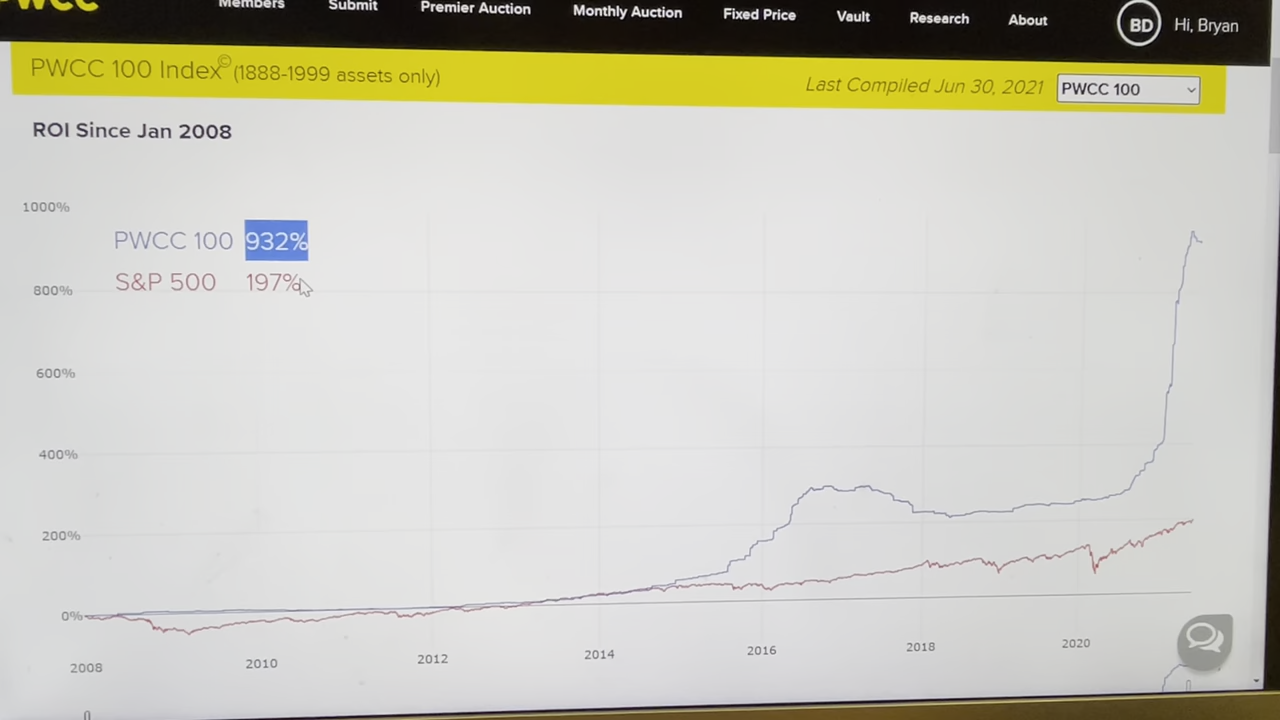 PWCC
Members Submit Premier Auction Monthly Auction Fixed Price Vault Research About BD Hi, Bryan
PWCC 100 Index© (1888-1999 assets only) Last Compiled Jun 30, 2021 PWCC 100
ROI Since Jan 2008
1000%
PWCC 100 932%
S&P 500 197%
800%
600%
400%
200%
0%
2008 2010 2012 2014 2016 2018 2020